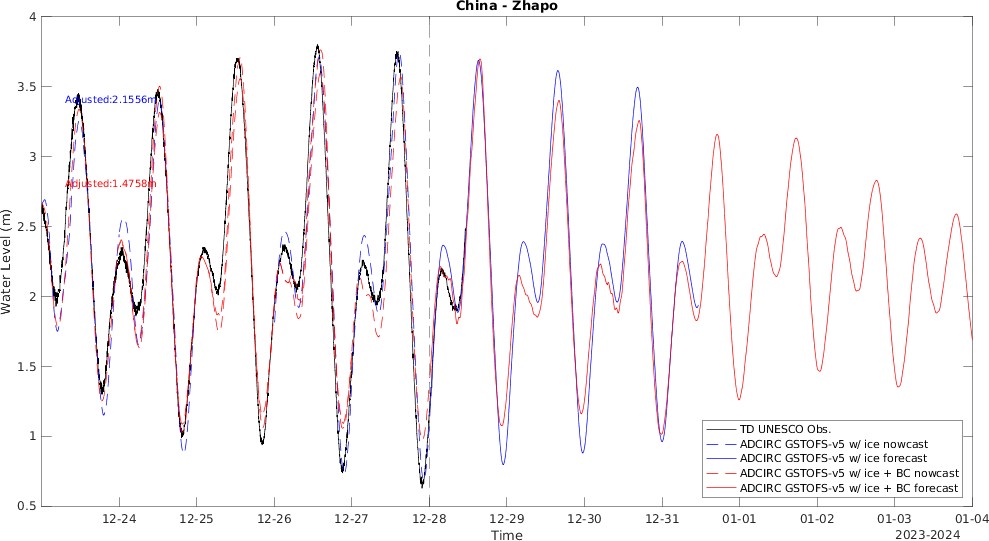 China - Zhapo
4
3.5
3
2.5
2
1.5
1
0.5
Water Level (m)
Adjusted:2.1556m
Adjusted:1.4758m
TD UNESCO Obs.
ADCIRC GSTOFS-v5 w/ ice nowcast
ADCIRC GSTOFS-v5 w/ ice forecast
ADCIRC GSTOFS-v5 w/ ice + BC nowcast
ADCIRC GSTOFS-v5 w/ ice + BC forecast
12-24 12-25 12-26 12-27 12-28 12-29 12-30 12-31 01-01 01-02 01-03 01-04
Time
2023-2024